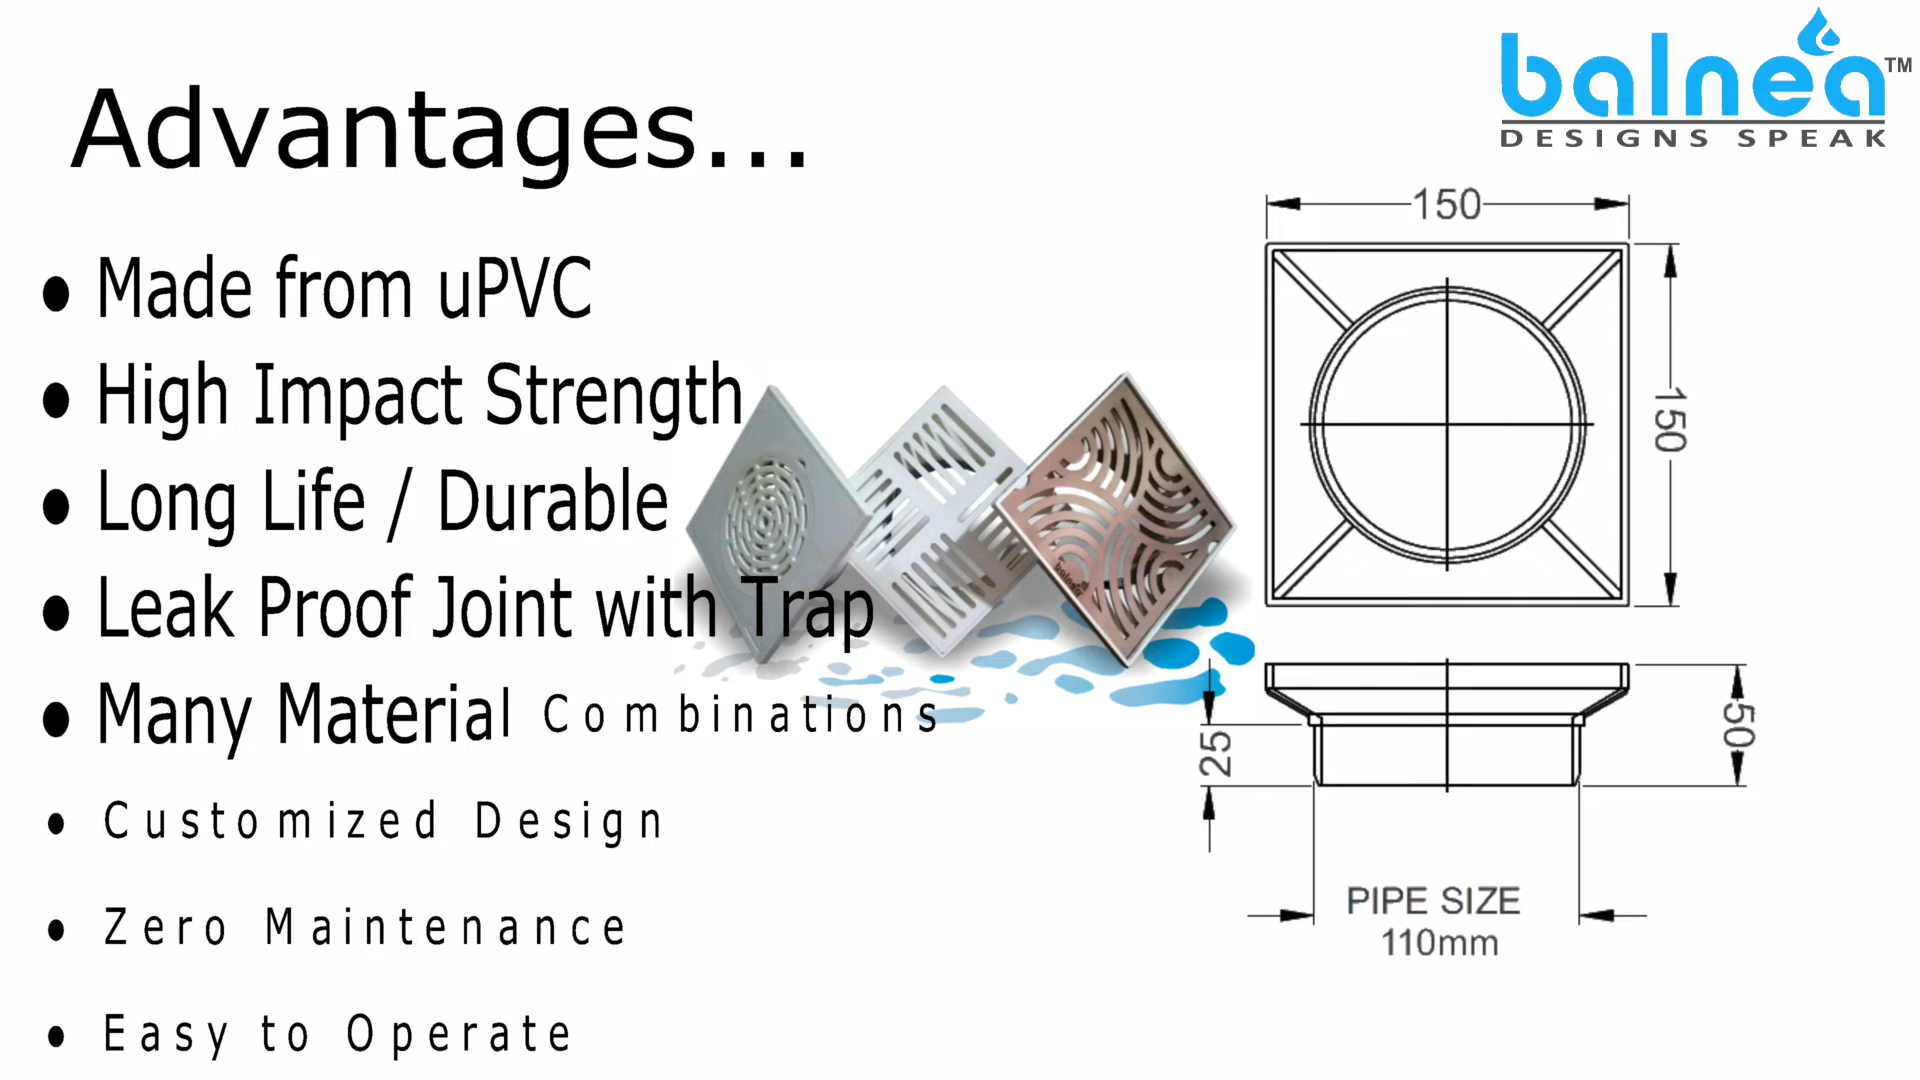 balnea™
DESIGNS SPEAK
Advantages...
• Made from uPVC
• High Impact Strength
• Long Life / Durable
• Leak Proof Joint with Trap
• Many Material Combinations
• Customized Design
• Zero Maintenance
• Easy to Operate
balnea
150
150
50
25
PIPE SIZE
110mm